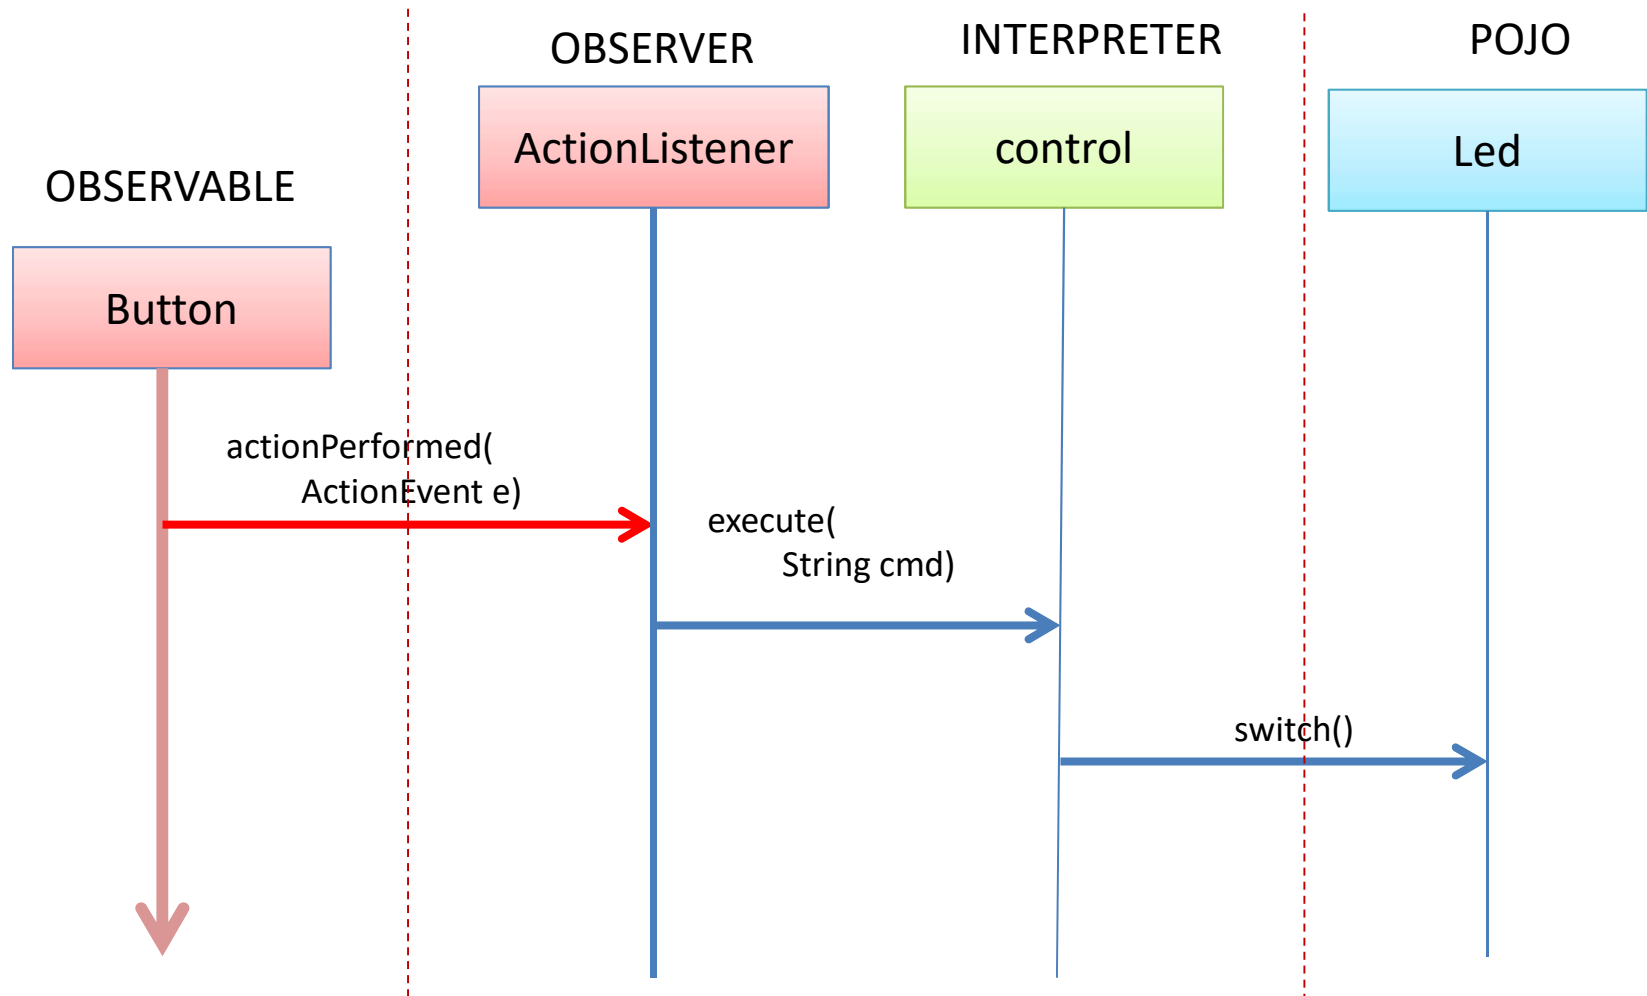 OBSERVER
INTERPRETER
POJO
ActionListener
control
Led
OBSERVABLE
Button
actionPerformed(
ActionEvent e)
execute(
String cmd)
switch()